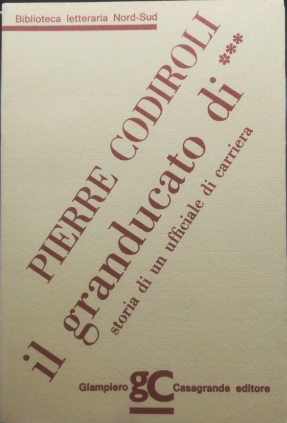 Biblioteca letteraria Nord-Sud
PIERRE CODIROLI
il granducato di ***
storia di un ufficiale di carriera
Giampiero gC Casagrande editore